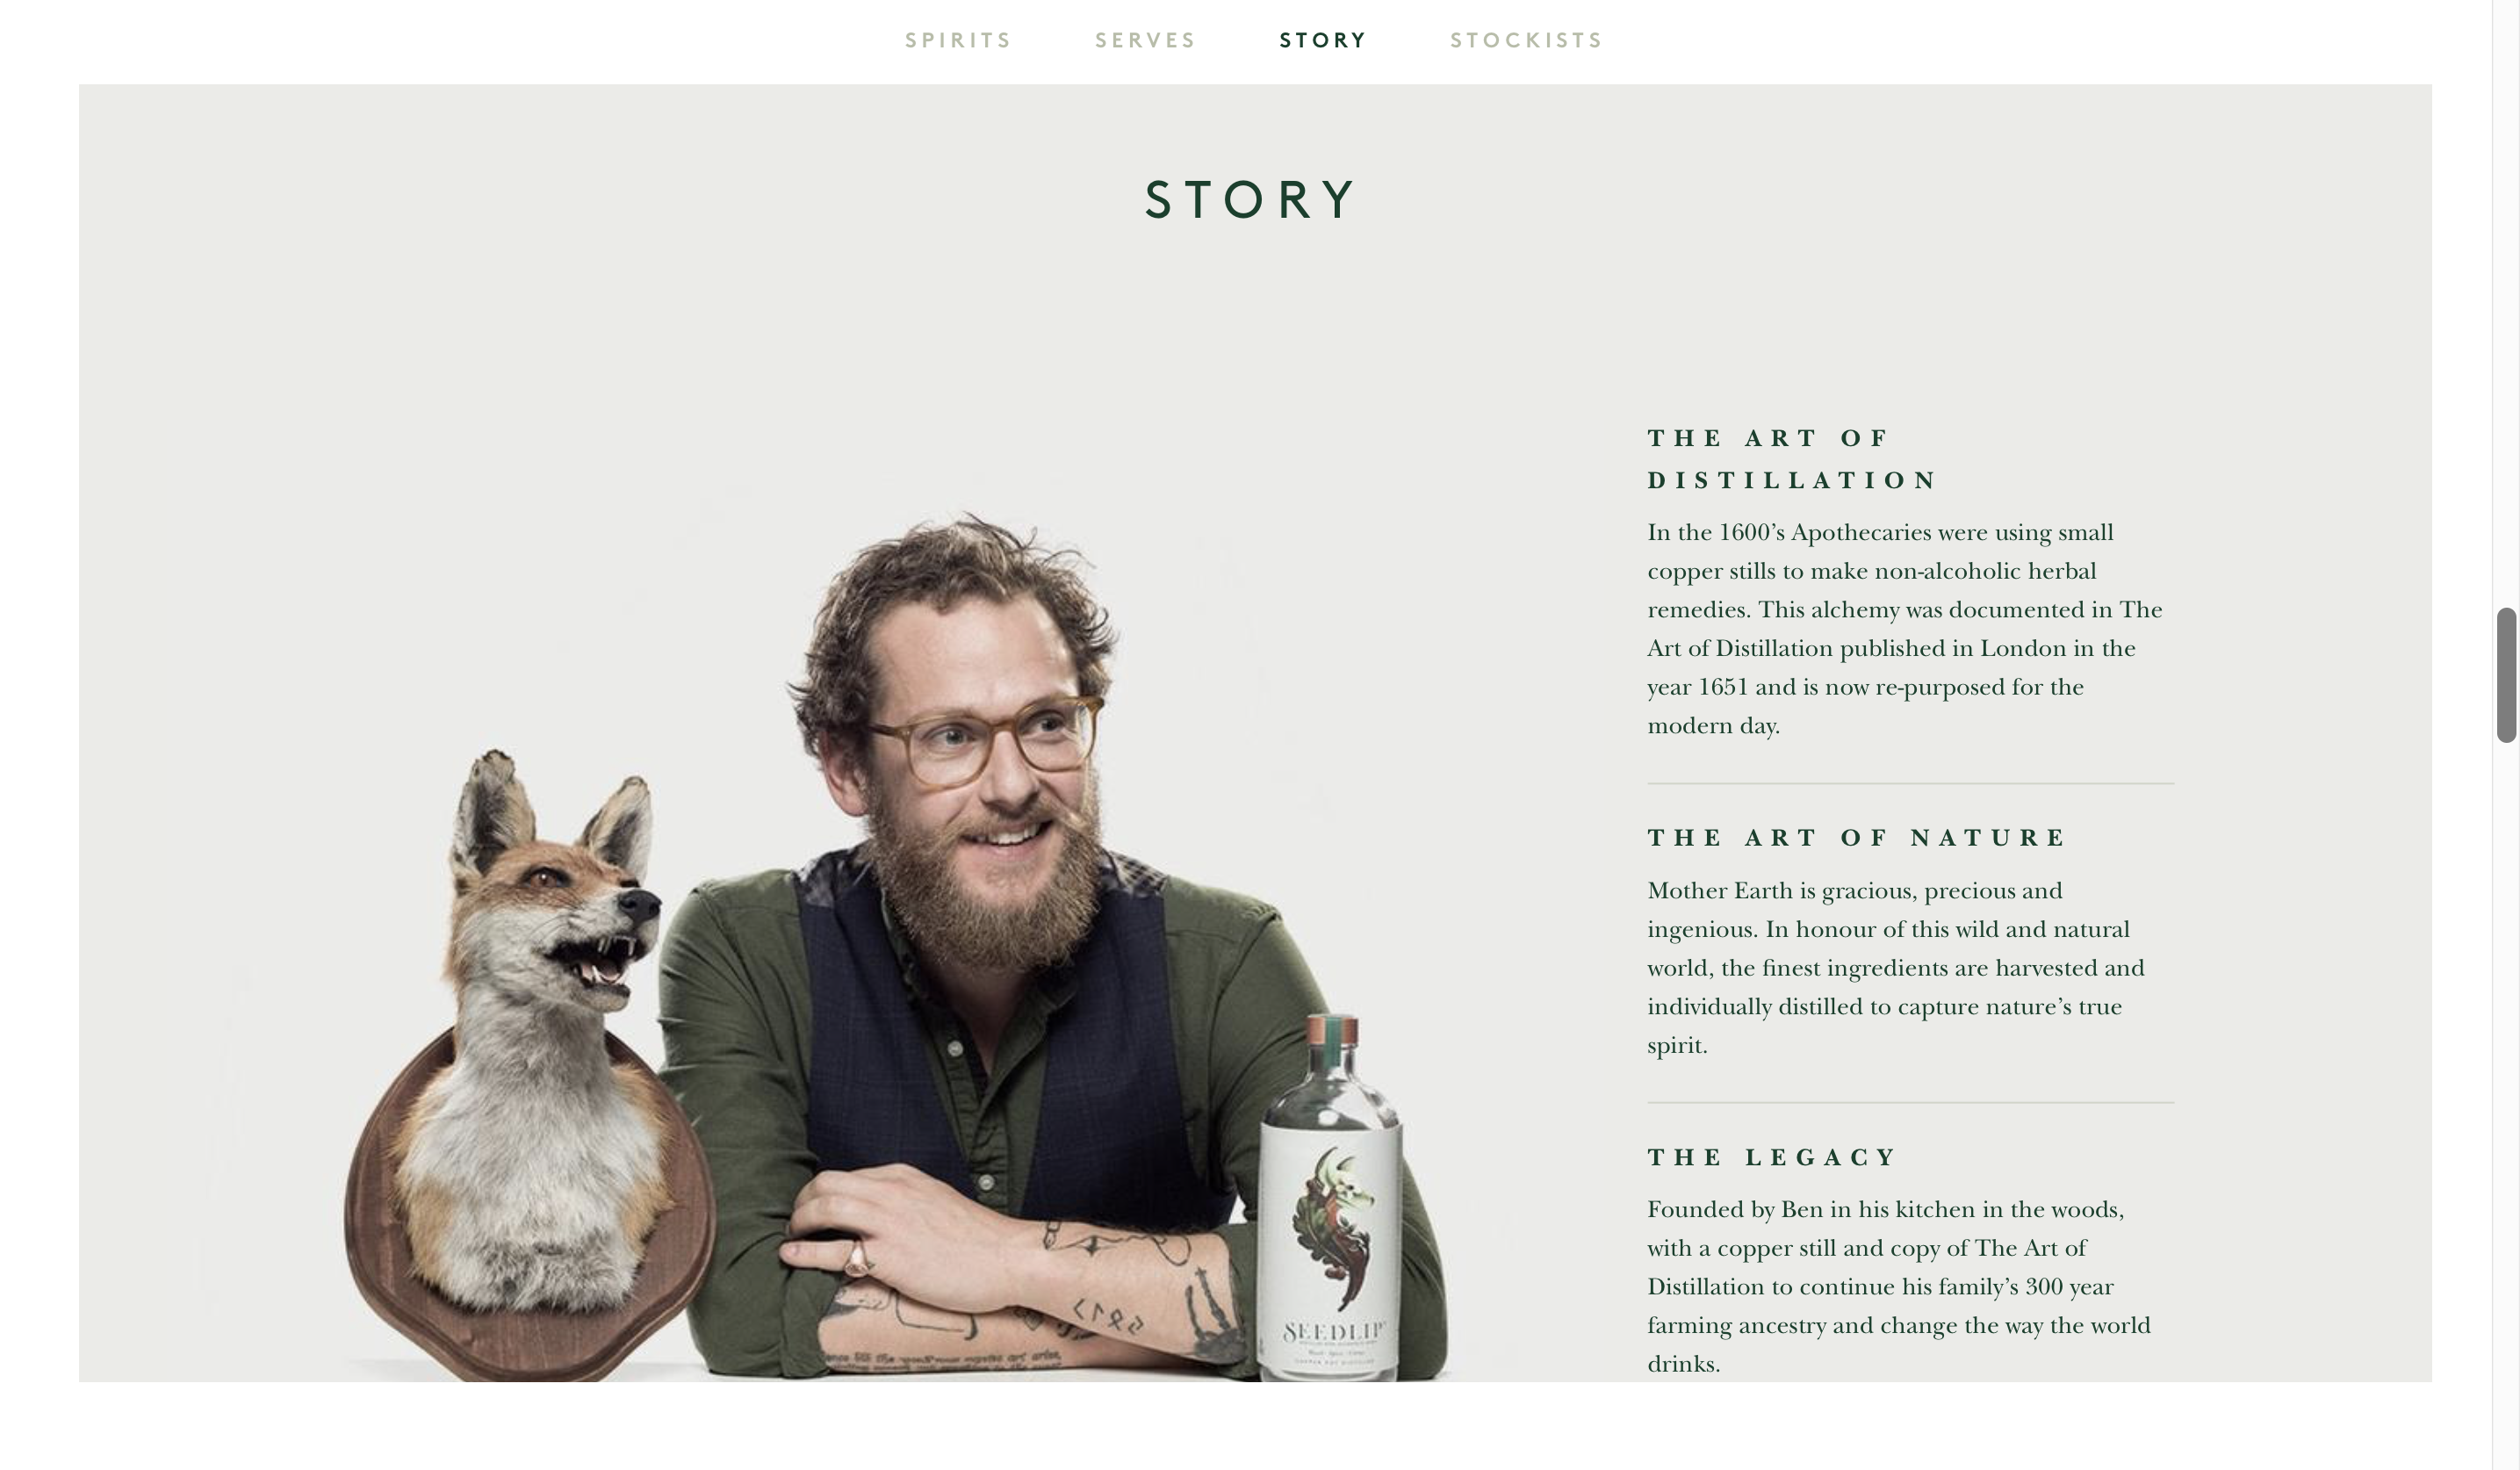 SPIRITS SERVES STORY STOCKISTS
STORY
THE ART OF
DISTILLATION
In the 1600’s Apothecaries were using small
copper stills to make non-alcoholic herbal
remedies. This alchemy was documented in The
Art of Distillation published in London in the
year 1651 and is now re-purposed for the
modern day.
THE ART OF NATURE
Mother Earth is gracious, precious and
ingenious. In honour of this wild and natural
world, the finest ingredients are harvested and
individually distilled to capture nature’s true
spirit.
THE LEGACY
Founded by Ben in his kitchen in the woods,
with a copper still and copy of The Art of
Distillation to continue his family’s 300 year
farming ancestry and change the way the world
drinks.
SEEDLIP